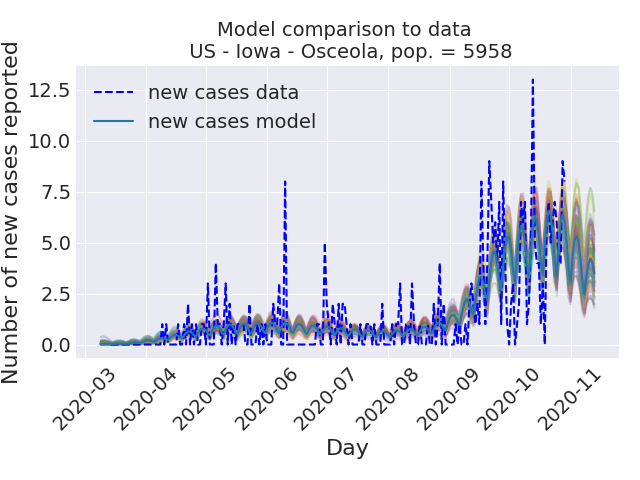 Model comparison to data
US - Iowa - Osceola, pop. = 5958
new cases data
new cases model
Number of new cases reported
12.5
10.0
7.5
5.0
2.5
0.0
2020-03
2020-04
2020-05
2020-06
2020-07
2020-08
2020-09
2020-10
2020-11
Day